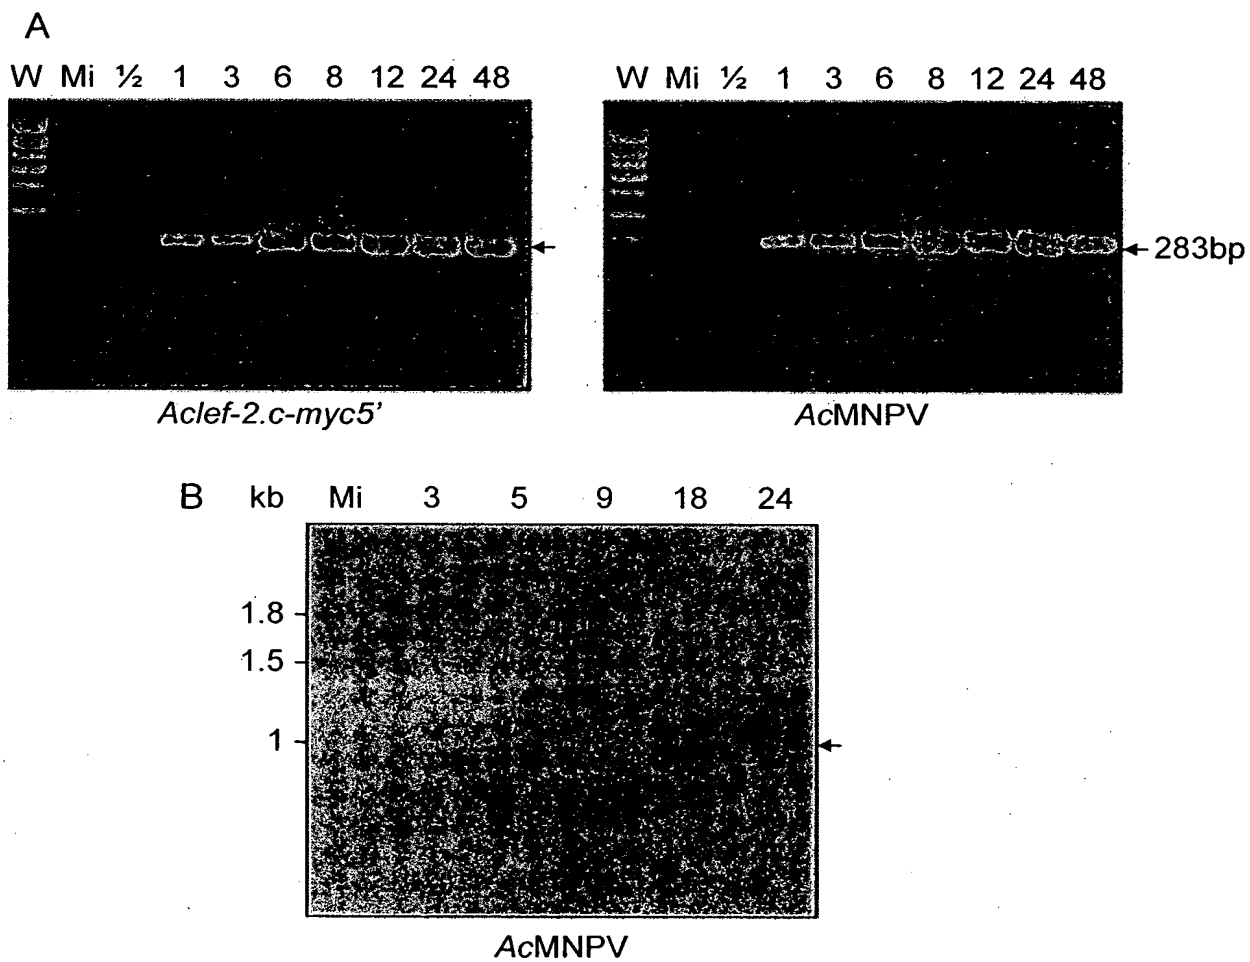 A
W Mi ½ 1 3 6 8 12 24 48
W Mi ½ 1 3 6 8 12 24 48
283bp
Aclef-2.c-myc5’
AcMNPV
B kb Mi 3 5 9 18 24
1.8
1.5
1
AcMNPV